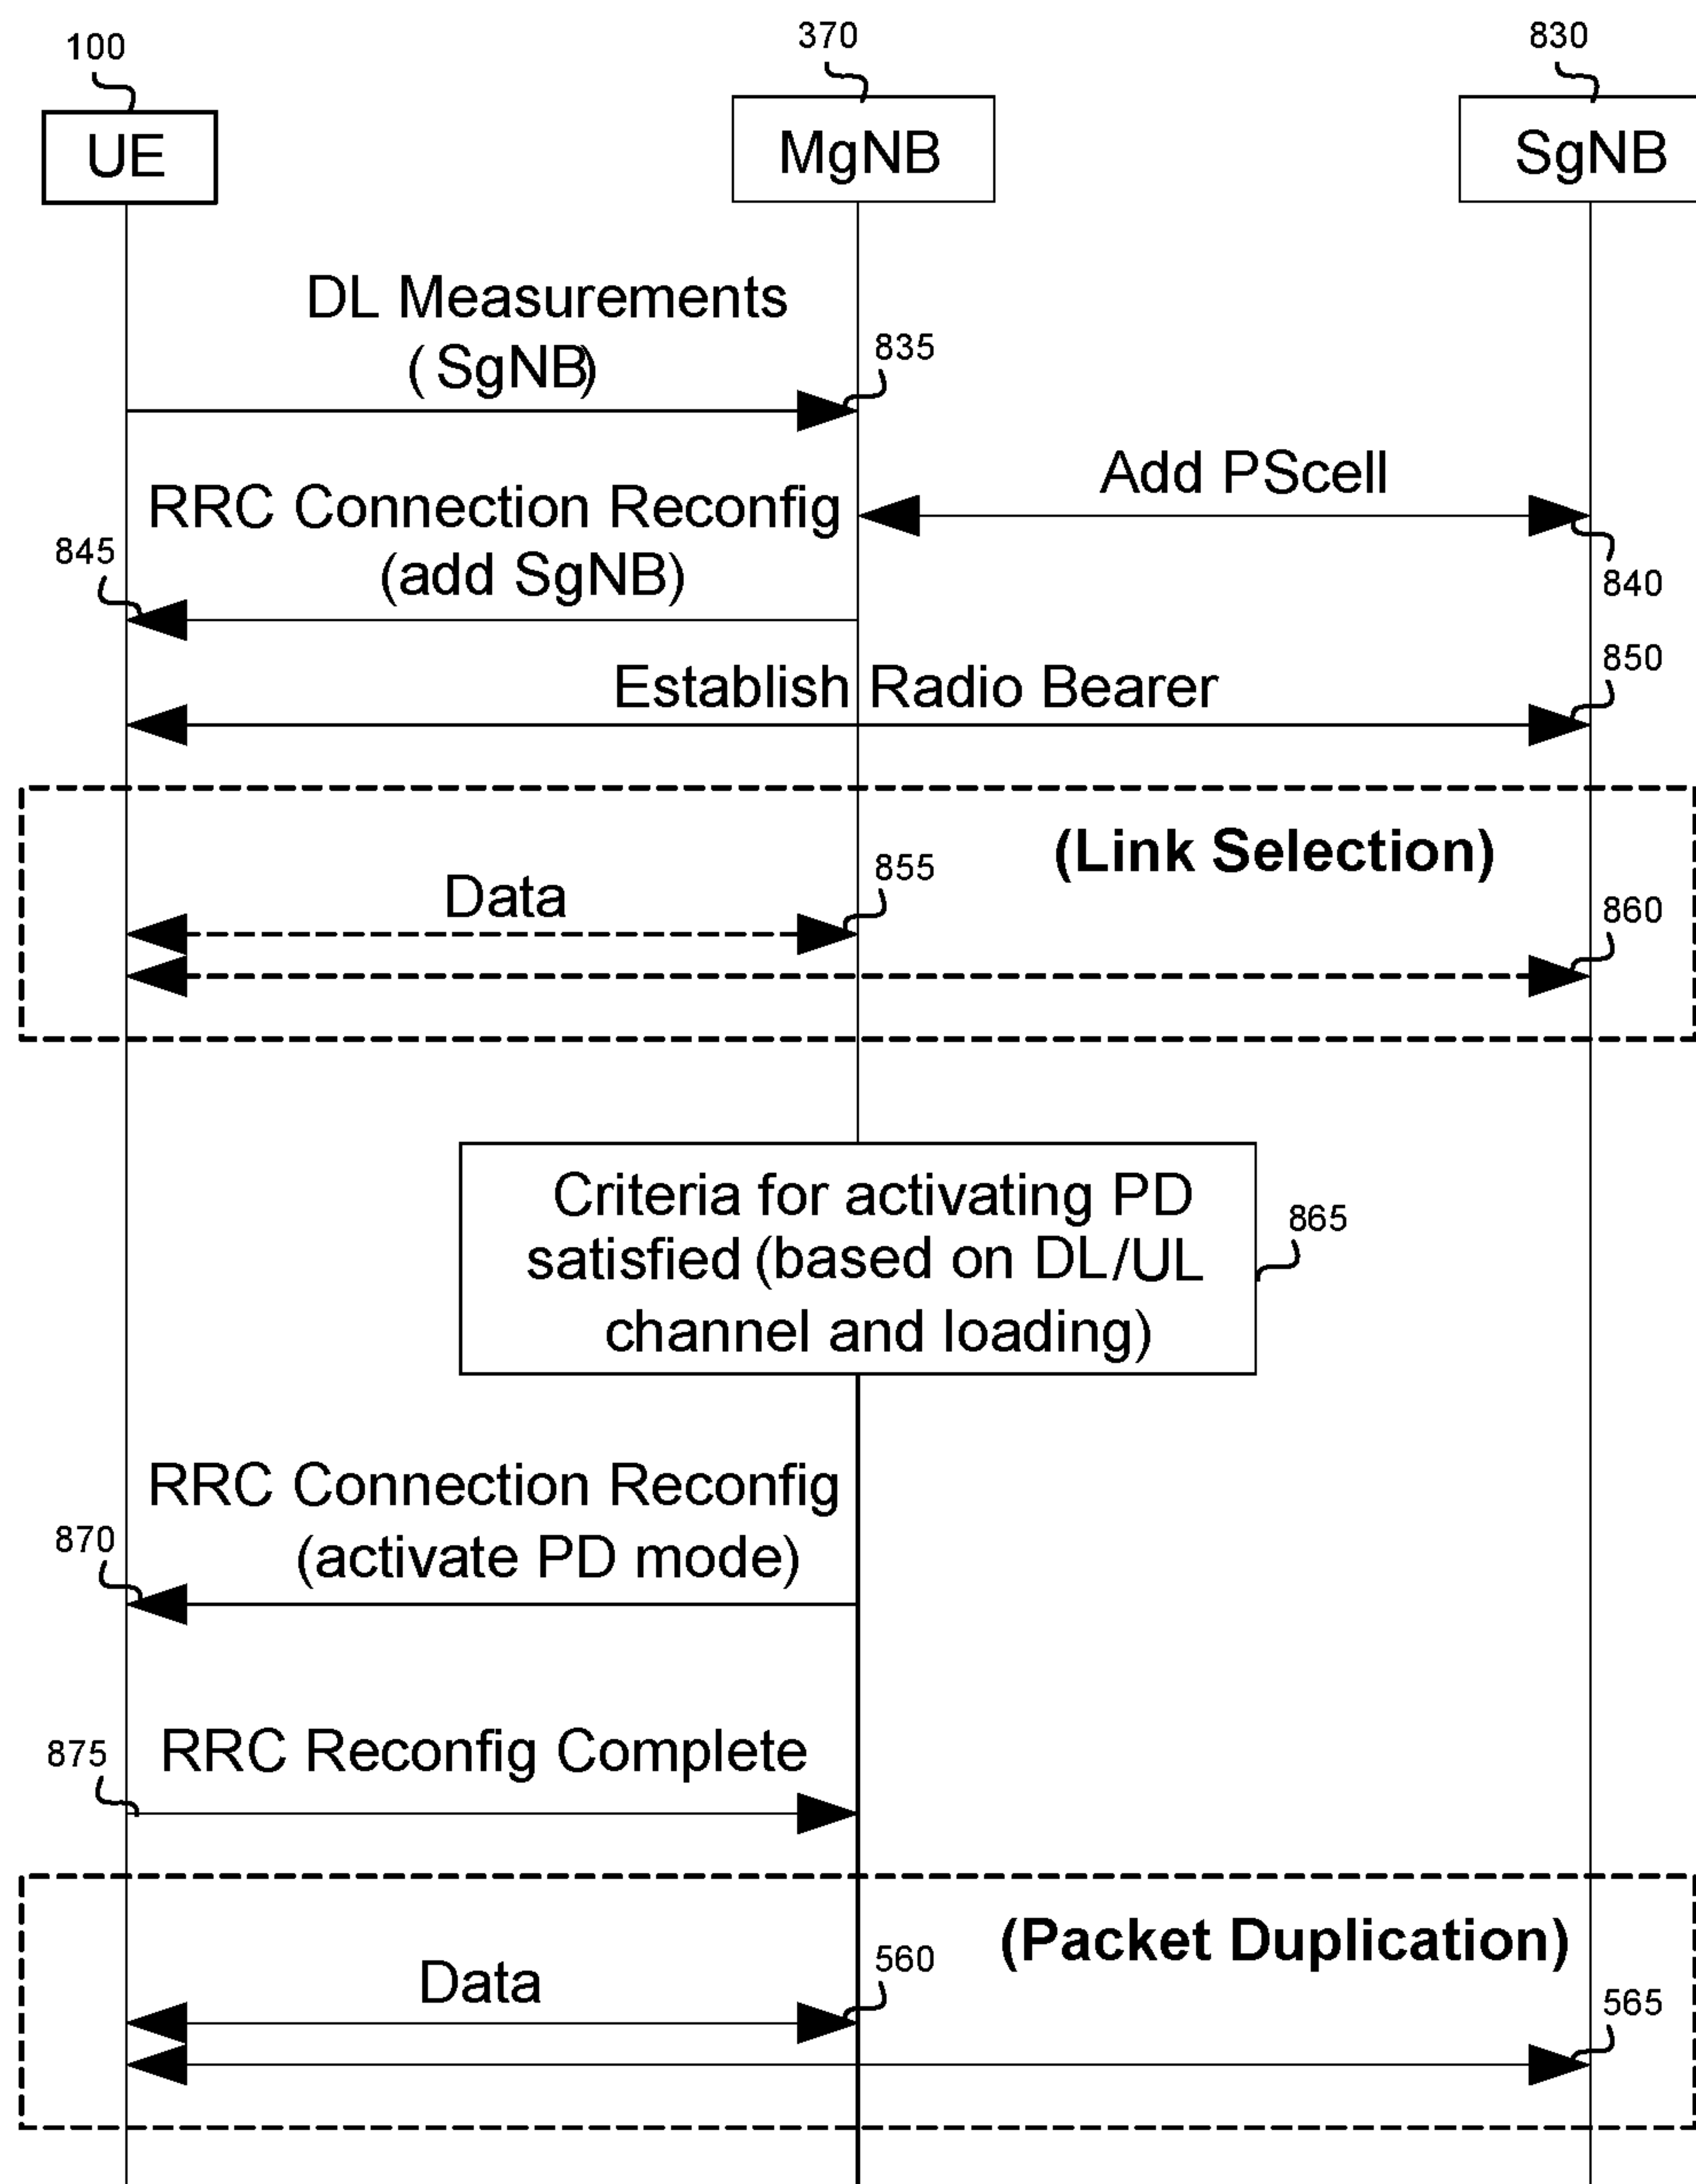 100
370
830
UE
MgNB
SgNB
DL Measurements
(SgNB)
835
Add PScell
RRC Connection Reconfig
(add SgNB)
845
840
Establish Radio Bearer
850
(Link Selection)
Data
855
860
Criteria for activating PD
satisfied (based on DL/UL
channel and loading)
865
RRC Connection Reconfig
(activate PD mode)
870
RRC Reconfig Complete
875
(Packet Duplication)
Data
560
565